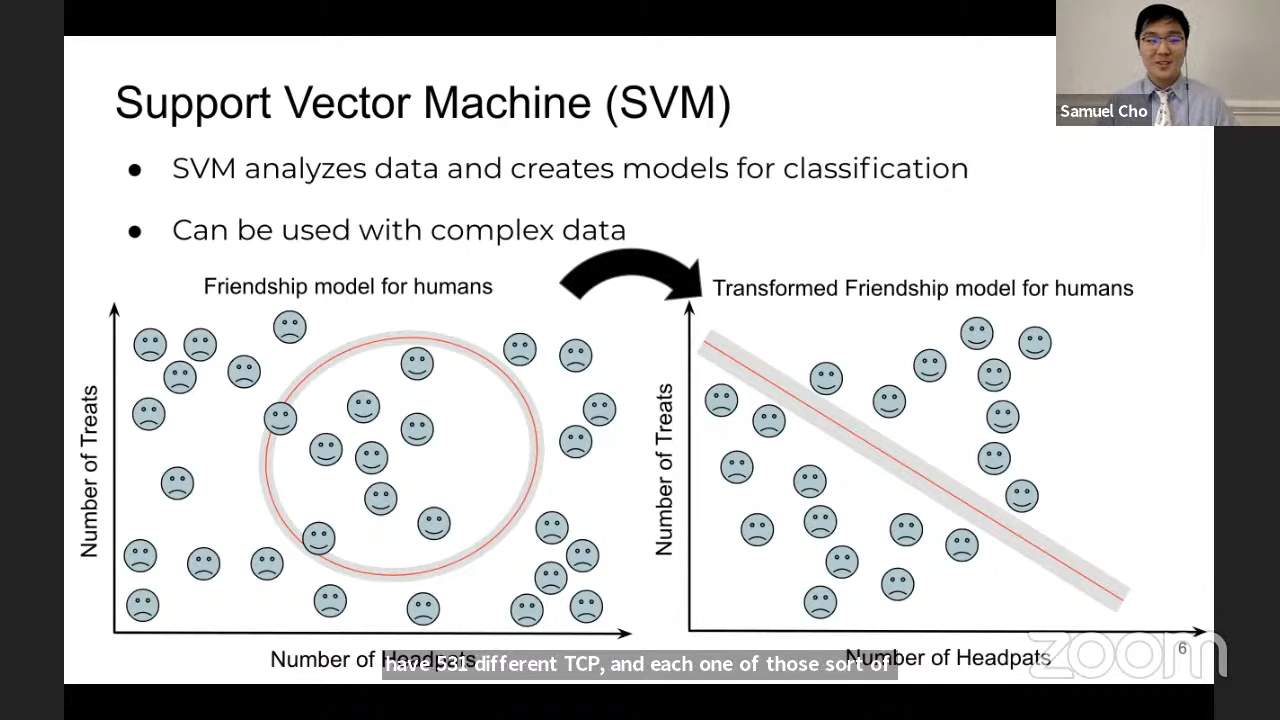 Support Vector Machine (SVM)
Samuel Cho
● SVM analyzes data and creates models for classification
● Can be used with complex data
Friendship model for humans
Number of Treats
Number of Headpats
Transformed Friendship model for humans
Number of Treats
Number of Headpats
have 531 different TCP, and each one of those sort of
zoom
6